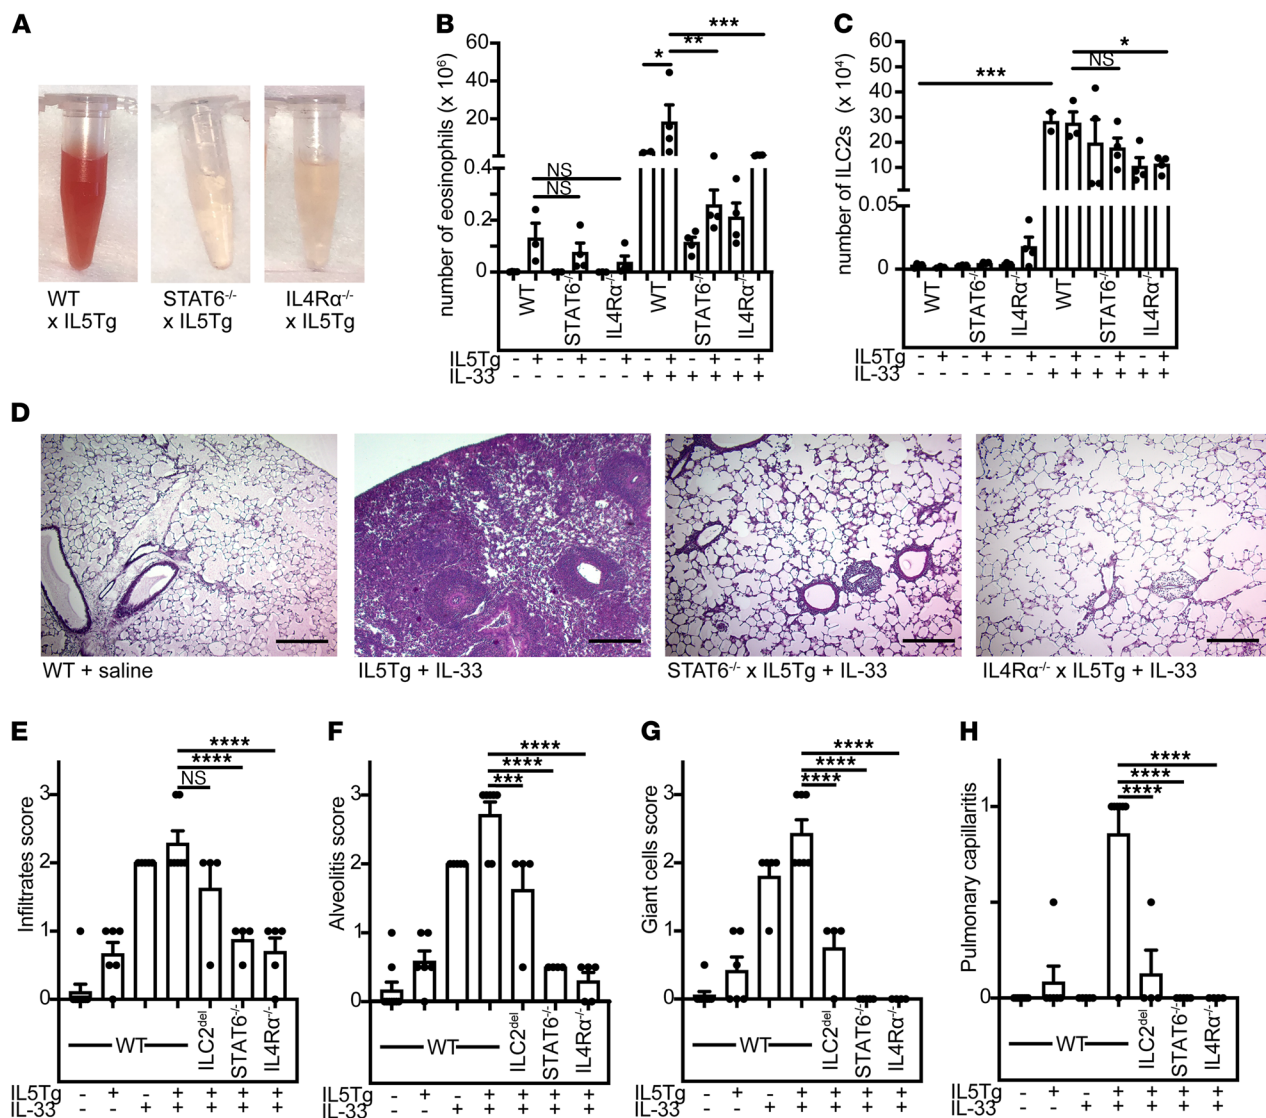 A
WT
x IL5Tg
STAT6-/-
x IL5Tg
IL4Rα-/-
x IL5Tg
B
number of eosinophils (x 10⁶)
60
40
20
0.4
0.2
0
NS
NS
*
**
***
WT
STAT6-/-
IL4Rα-/-
WT
STAT6-/-
IL4Rα-/-
IL5Tg - + - + - + - + - + - +
IL-33 - - - - - - + + + + + +
C
number of ILC2s (x 10⁴)
60
50
40
30
20
10
0.05
0
***
NS
*
WT
STAT6-/-
IL4Rα-/-
WT
STAT6-/-
IL4Rα-/-
IL5Tg - + - + - + - + - + - +
IL-33 - - - - - - + + + + + +
D
WT + saline
IL5Tg + IL-33
STAT6-/- x IL5Tg + IL-33
IL4Rα-/- x IL5Tg + IL-33
E
Infiltrates score
3
2
1
0
****
****
NS
WT
ILC2del
STAT6-/-
IL4Rα-/-
IL5Tg - + - + + + +
IL-33 - - + + + + +
F
Alveolitis score
3
2
1
0
****
****
***
WT
ILC2del
STAT6-/-
IL4Rα-/-
IL5Tg - + - + + + +
IL-33 - - + + + + +
G
Giant cells score
3
2
1
0
****
****
****
WT
ILC2del
STAT6-/-
IL4Rα-/-
IL5Tg - + - + + + +
IL-33 - - + + + + +
H
Pulmonary capillaritis
1
1
0
****
****
****
WT
ILC2del
STAT6-/-
IL4Rα-/-
IL5Tg - + - + + + +
IL-33 - - + + + + +